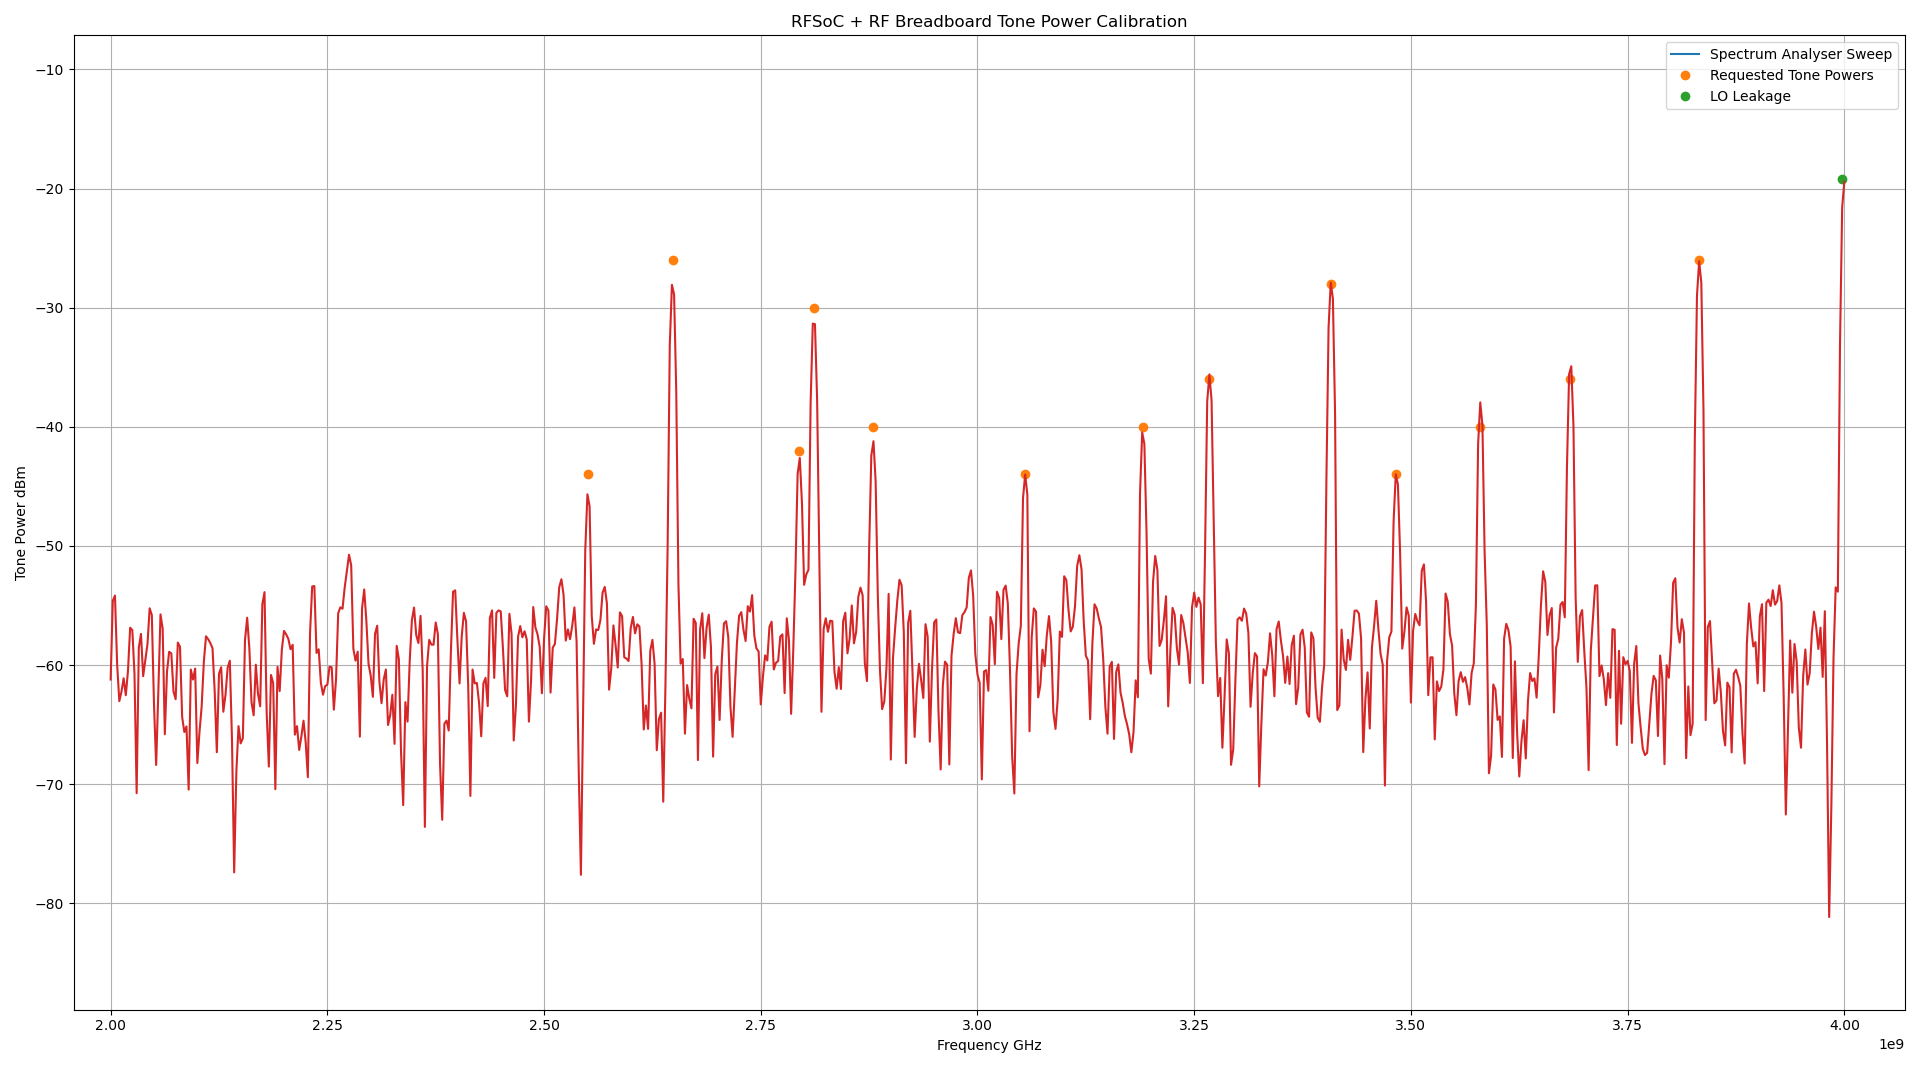 RFSoC + RF Breadboard Tone Power Calibration
Spectrum Analyser Sweep
Requested Tone Powers
LO Leakage
Tone Power dBm
−10
−20
−30
−40
−50
−60
−70
−80
2.00 2.25 2.50 2.75 3.00 3.25 3.50 3.75 4.00
Frequency GHz
1e9